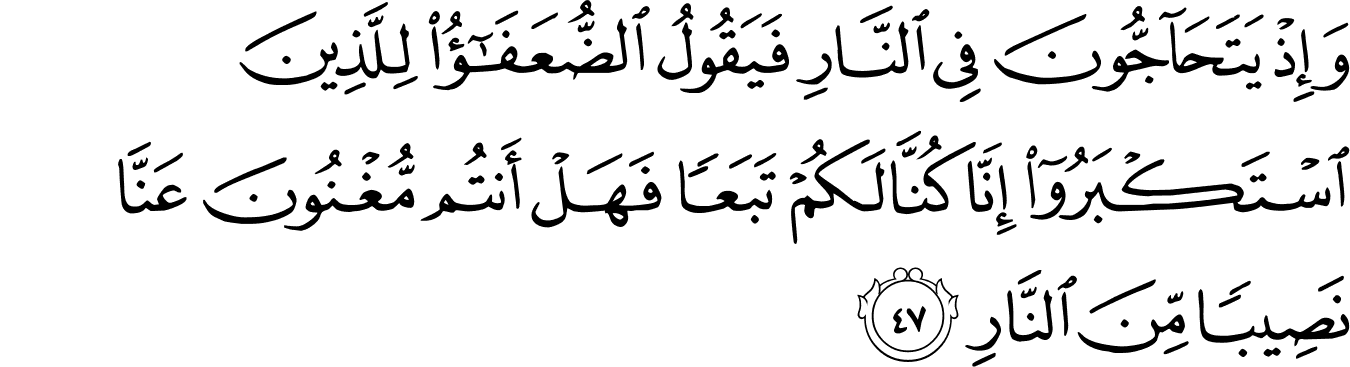 وَإِذْ يَتَحَآجُّونَ فِى ٱلنَّارِ فَيَقُولُ ٱلضُّعَفَـٰٓؤُا۟ لِلَّذِينَ
ٱسْتَكْبَرُوٓا۟ إِنَّا كُنَّا لَكُمْ تَبَعًا فَهَلْ أَنتُم مُّغْنُونَ عَنَّا
نَصِيبًا مِّنَ ٱلنَّارِ ٤٧